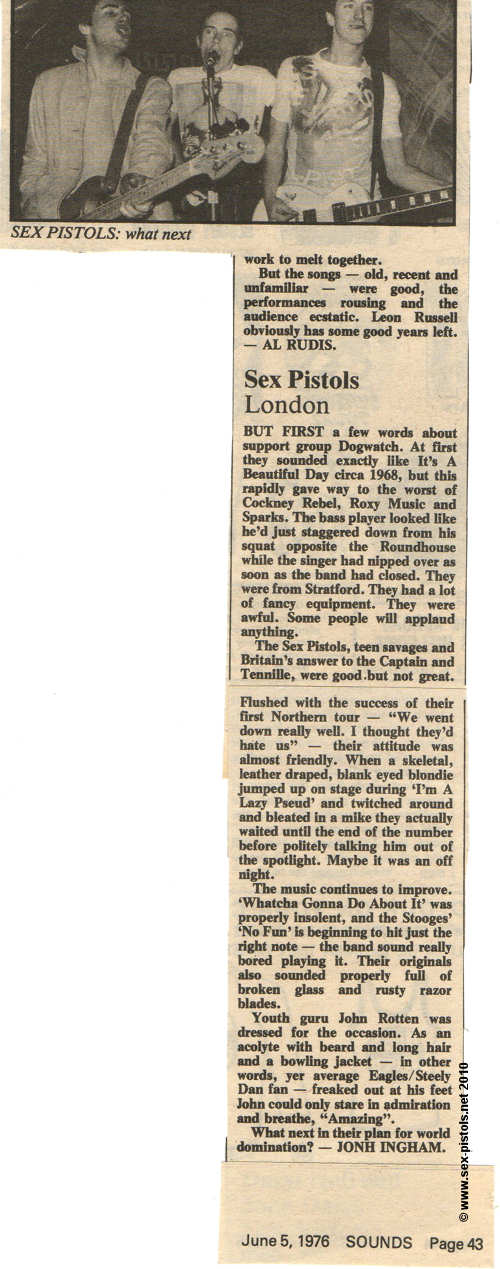 SEX PISTOLS: what next
work to melt together.
But the songs — old, recent and
unfamiliar — were good, the
performances rousing and the
audience ecstatic. Leon Russell
obviously has some good years left.
— AL RUDIS.
Sex Pistols
London
BUT FIRST a few words about
support group Dogwatch. At first
they sounded exactly like It's A
Beautiful Day circa 1968, but this
rapidly gave way to the worst of
Cockney Rebel, Roxy Music and
Sparks. The bass player looked like
he'd just staggered down from his
squat opposite the Roundhouse
while the singer had nipped over as
soon as the band had closed. They
were from Stratford. They had a lot
of fancy equipment. They were
awful. Some people will applaud
anything.
The Sex Pistols, teen savages and
Britain's answer to the Captain and
Tennille, were good but not great.
Flushed with the success of their
first Northern tour — “We went
down really well. I thought they'd
hate us” — their attitude was
almost friendly. When a skeletal,
leather draped, blank eyed blondie
jumped up on stage during ‘I'm A
Lazy Pseud’ and twitched around
and bleated in a mike they actually
waited until the end of the number
before politely talking him out of
the spotlight. Maybe it was an off
night.
The music continues to improve.
‘Whatcha Gonna Do About It’ was
properly insolent, and the Stooges'
‘No Fun’ is beginning to hit just the
right note — the band sound really
bored playing it. Their originals
also sounded properly full of
broken glass and rusty razor
blades.
Youth guru John Rotten was
dressed for the occasion. As an
acolyte with beard and long hair
and a bowling jacket — in other
words, yer average Eagles/Steely
Dan fan — freaked out at his feet
John could only stare in admiration
and breathe, “Amazing”.
What next in their plan for world
domination? — JONH INGHAM.
© www.sex-pistols.net 2010
June 5, 1976 SOUNDS Page 43